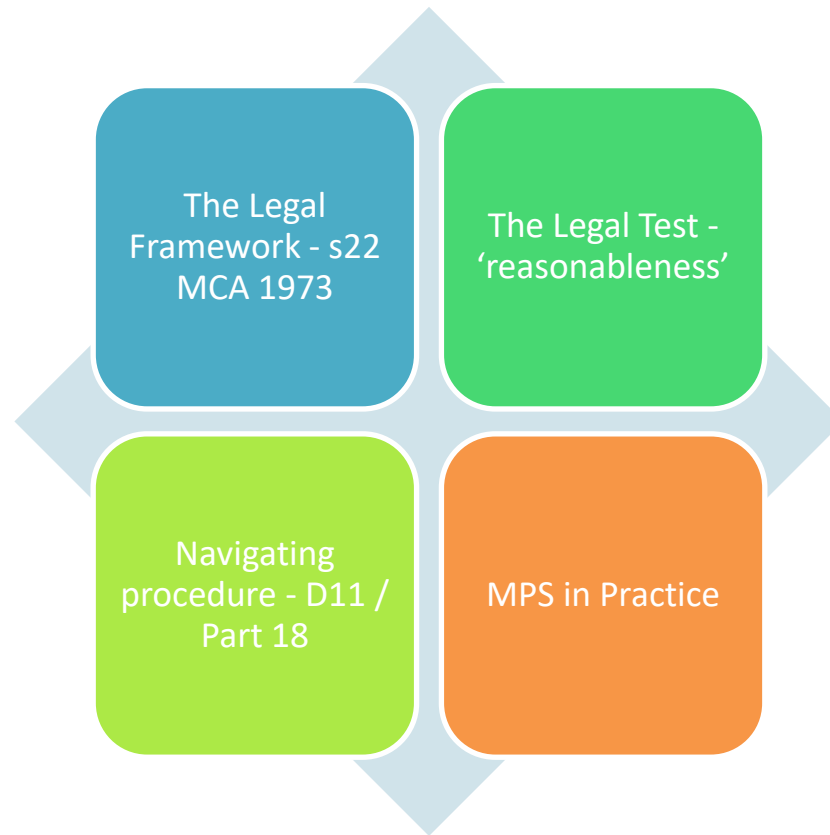 The Legal
Framework - s22
MCA 1973
The Legal Test -
‘reasonableness’
Navigating
procedure - D11 /
Part 18
MPS in Practice